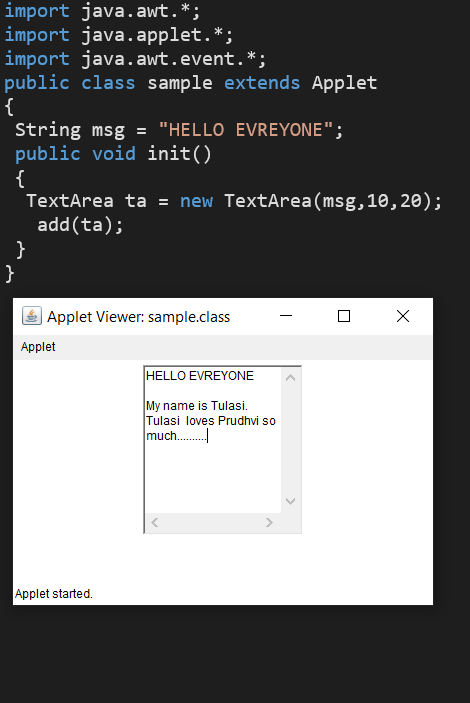 import java.awt.*;
import java.applet.*;
import java.awt.event.*;
public class sample extends Applet
{
 String msg = "HELLO EVREYONE";
 public void init()
 {
  TextArea ta = new TextArea(msg,10,20);
   add(ta);
 }
}
Applet Viewer: sample.class
Applet
HELLO EVREYONE
My name is Tulasi.
Tulasi  loves Prudhvi so
much..........
Applet started.